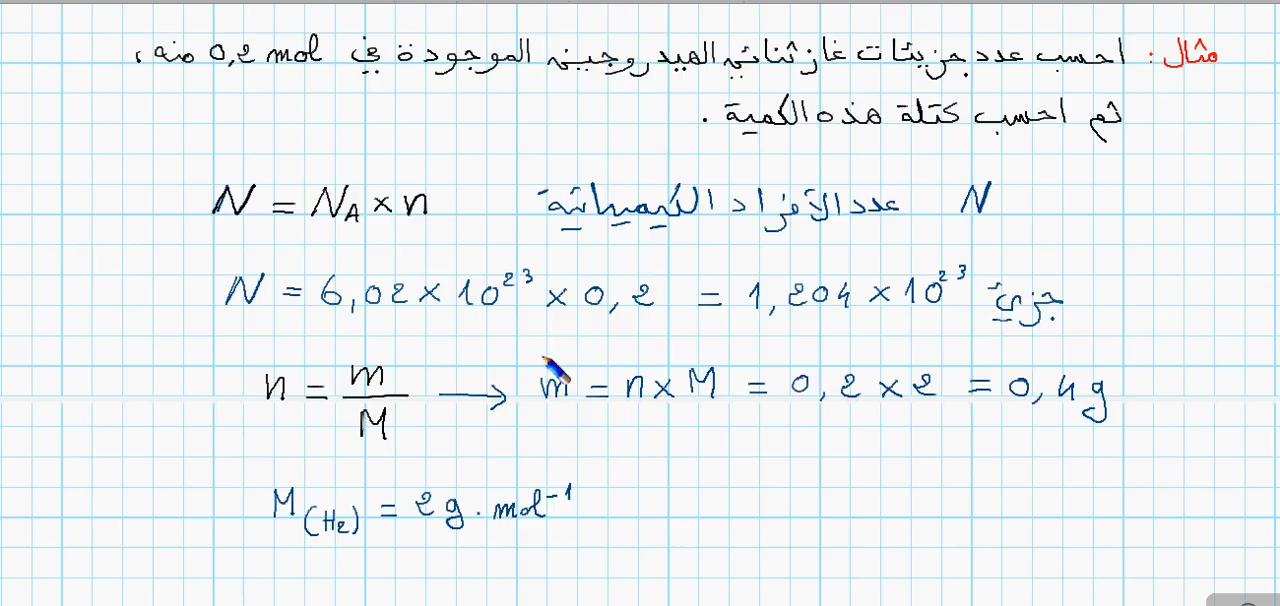 مثال : احسب عدد جزيئات غاز ثنائي الهيدروجين الموجودة في 0,2 mol منه ،
ثم احسب كتلة هذه الكمية .
N = N_A × n عدد الأفراد الكيميائية N
N = 6,02 × 10²³ × 0,2 = 1,204 × 10²³ جزيئ
n = m/M → m = n × M = 0,2 × 2 = 0,4 g
M(H₂) = 2 g . mol⁻¹